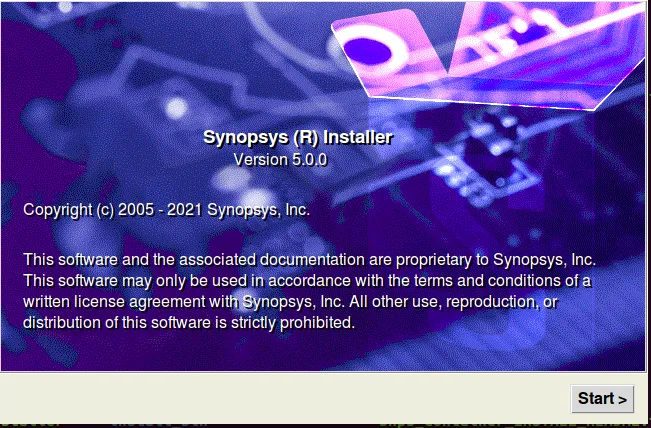 Synopsys (R) Installer
Version 5.0.0
Copyright (c) 2005 - 2021 Synopsys, Inc.
This software and the associated documentation are proprietary to Synopsys, Inc.
This software may only be used in accordance with the terms and conditions of a
written license agreement with Synopsys, Inc. All other use, reproduction, or
distribution of this software is strictly prohibited.
Start >